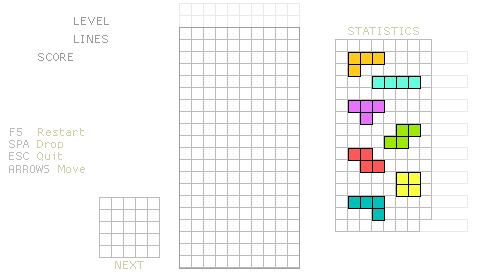 LEVEL
LINES
SCORE
STATISTICS
F5 Restart
SPA Drop
ESC Quit
ARROWS Move
NEXT